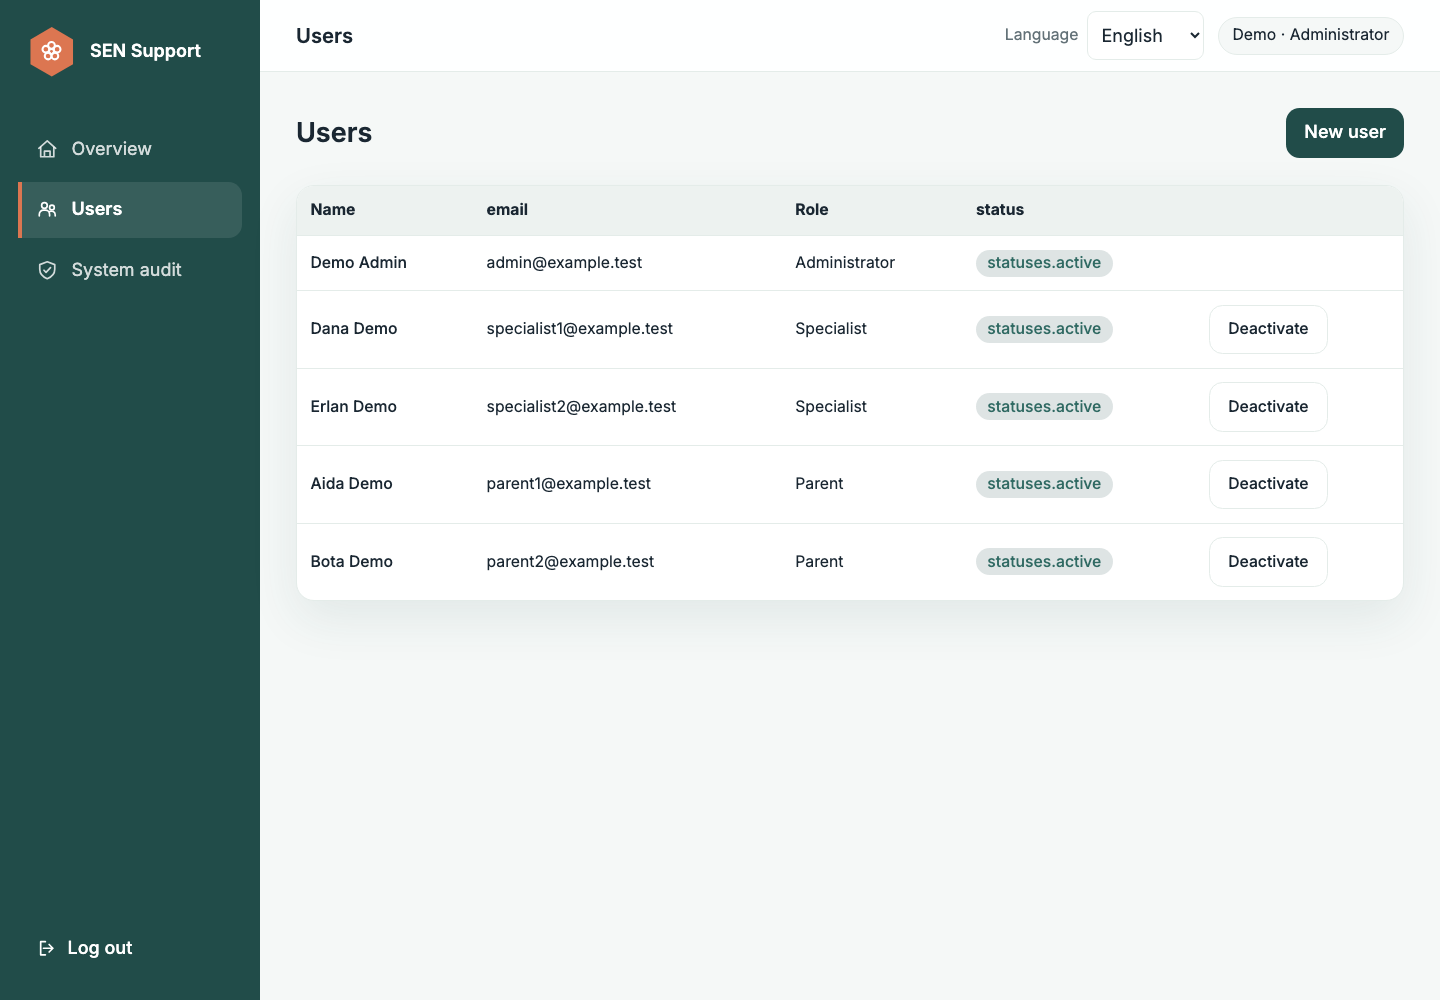 SEN Support
Overview
Users
System audit
Log out
Users
Language English Demo · Administrator
Users
New user
Name email Role status
Demo Admin admin@example.test Administrator statuses.active
Dana Demo specialist1@example.test Specialist statuses.active Deactivate
Erlan Demo specialist2@example.test Specialist statuses.active Deactivate
Aida Demo parent1@example.test Parent statuses.active Deactivate
Bota Demo parent2@example.test Parent statuses.active Deactivate